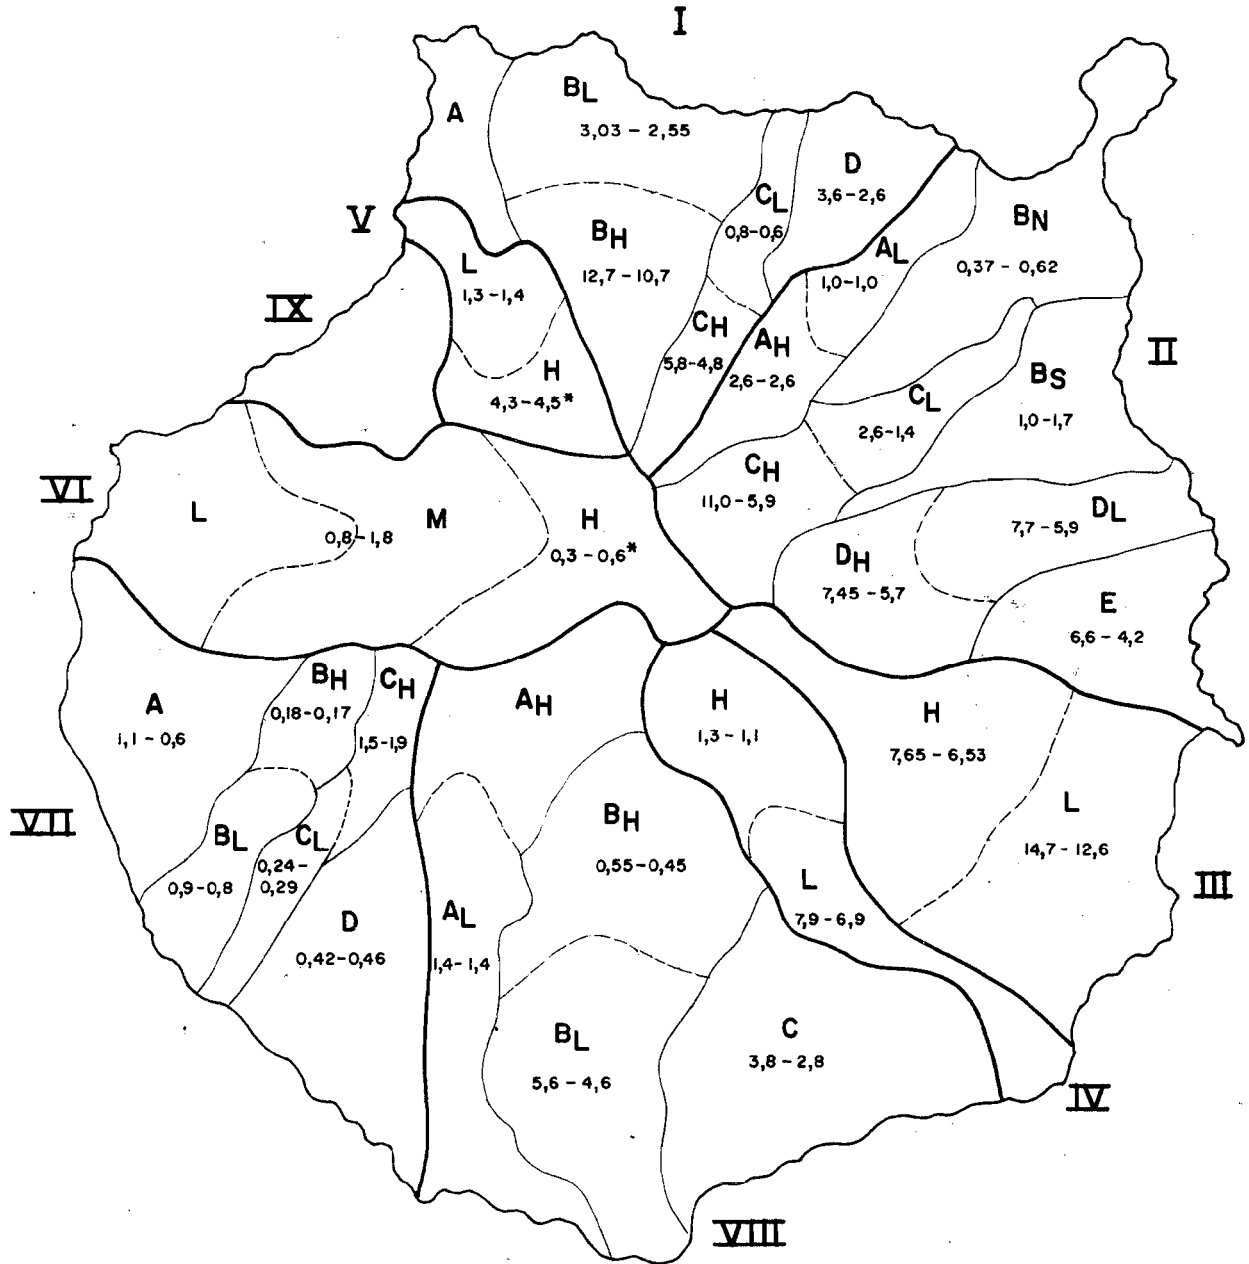 I
A
BL
3,03 – 2,55
D
3,6–2,6
CL
0,8–0,6
BH
12,7 – 10,7
V
L
1,3 – 1,4
AL
1,0–1,0
BN
0,37 – 0,62
IX
CH
5,8–4,8
AH
2,6–2,6
II
H
4,3–4,5*
BS
1,0–1,7
CL
2,6–1,4
CH
11,0–5,9
VI
L
M
0,8–1,8
H
0,3 – 0,6*
DL
7,7 – 5,9
DH
7,45 – 5,7
E
6,6 – 4,2
A
1,1 – 0,6
BH
0,18–0,17
CH
1,5–1,9
AH
H
1,3 – 1,1
H
7,65 – 6,53
VII
BL
0,9–0,8
CL
0,24–
0,29
BH
0,55–0,45
L
14,7 – 12,6
L
7,9 – 6,9
III
D
0,42–0,46
AL
1,4–1,4
BL
5,6 – 4,6
C
3,8 – 2,8
IV
VIII